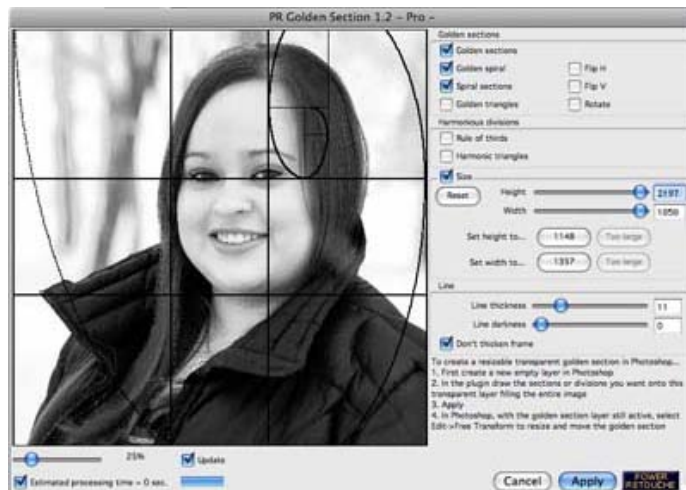 PR Golden Section 1.2 - Pro -
Golden sections
Golden sections
Golden spiral
Flip H
Spiral sections
Flip V
Golden triangles
Rotate
Harmonious divisions
Rule of thirds
Harmonic triangles
Size
Reset
Height
2197
Width
1050
Set height to...
1148
Too large
Set width to...
1357
Too large
Line
Line thickness
11
Line darkness
0
Don't thicken frame
To create a resizable transparent golden section in Photoshop...
1. First create a new empty layer in Photoshop
2. In the plugin draw the sections or divisions you want onto this
transparent layer filling the entire image
3. Apply
4. In Photoshop, with the golden section layer still active, select
Edit->Free Transform to resize and move the golden section
25%
Update
Estimated processing time = 0 sec.
Cancel
Apply
POWER
RETOUCHE